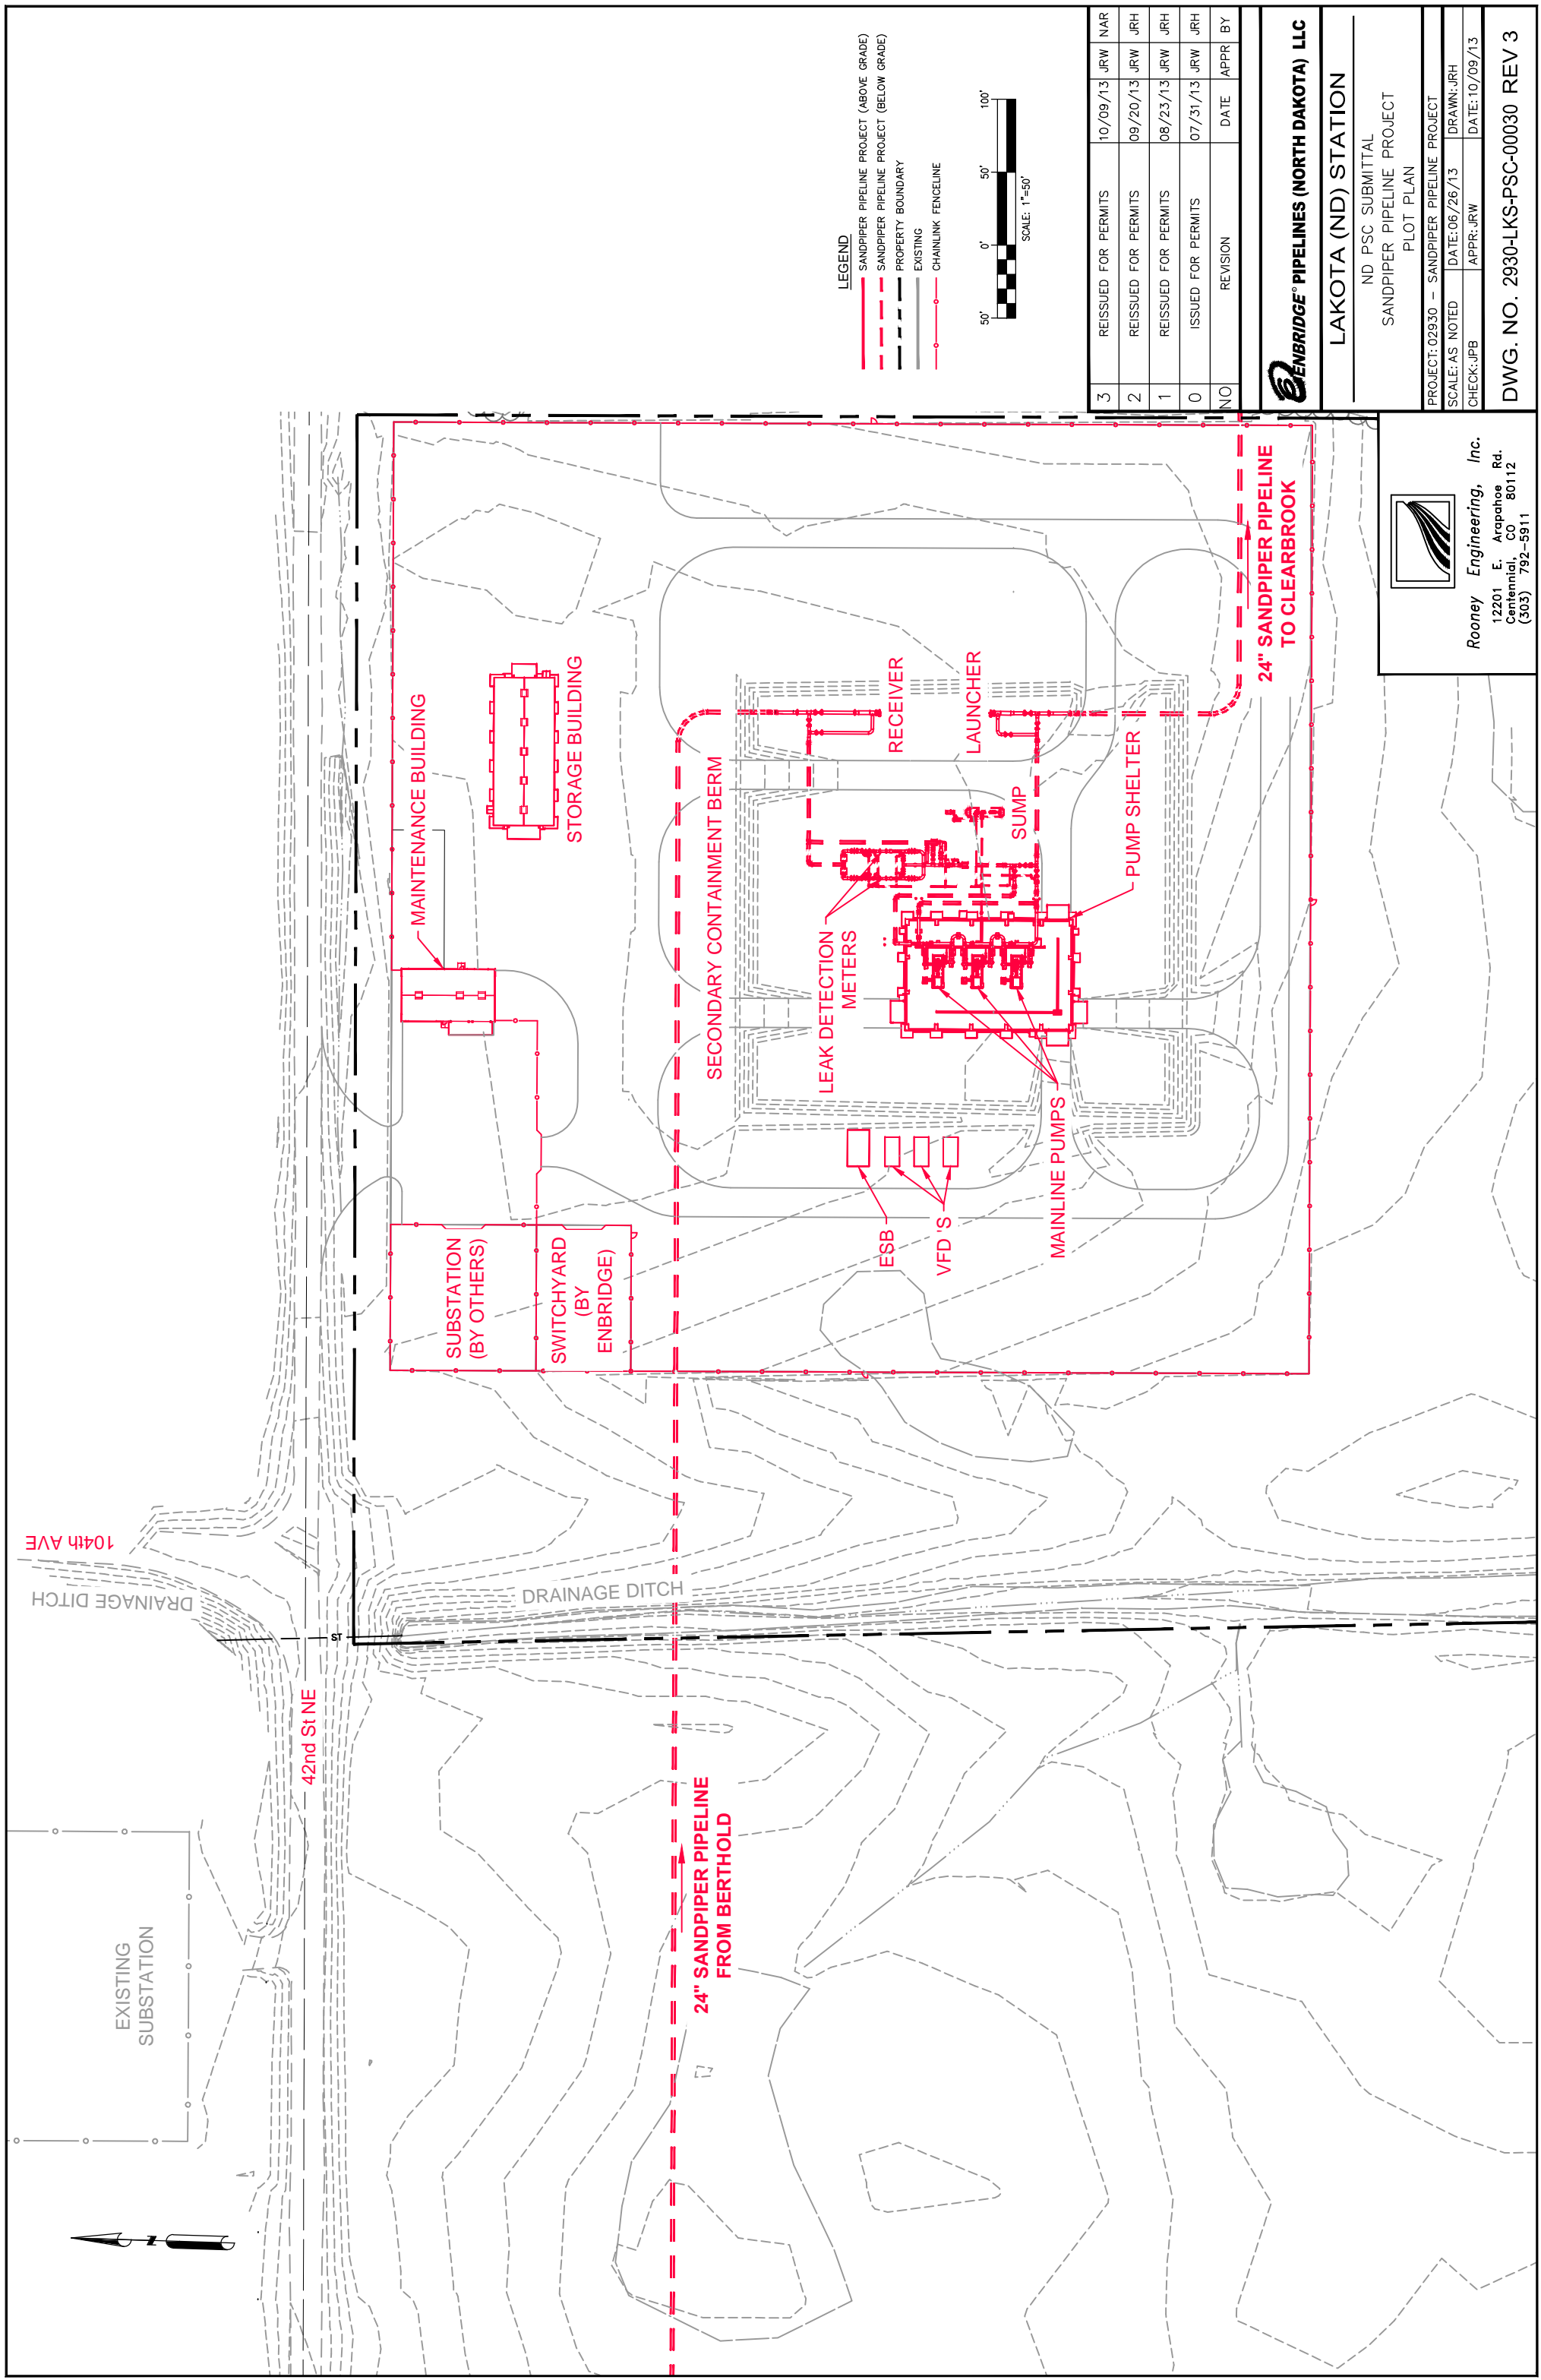 LEGEND
SANDPIPER PIPELINE PROJECT (ABOVE GRADE)
SANDPIPER PIPELINE PROJECT (BELOW GRADE)
PROPERTY BOUNDARY
EXISTING
CHAINLINK FENCELINE
50' 0' 50' 100'
SCALE: 1"=50'
EXISTING
SUBSTATION
N
42nd St NE
104th AVE
DRAINAGE DITCH
ST
DRAINAGE DITCH
24" SANDPIPER PIPELINE
FROM BERTHOLD
SUBSTATION
(BY OTHERS)
SWITCHYARD
(BY
ENBRIDGE)
MAINTENANCE BUILDING
STORAGE BUILDING
SECONDARY CONTAINMENT BERM
LEAK DETECTION
METERS
RECEIVER
LAUNCHER
SUMP
PUMP SHELTER
ESB
VFD 'S
MAINLINE PUMPS
24" SANDPIPER PIPELINE
TO CLEARBROOK
3 REISSUED FOR PERMITS 10/09/13 JRW NAR
2 REISSUED FOR PERMITS 09/20/13 JRW JRH
1 REISSUED FOR PERMITS 08/23/13 JRW JRH
0 ISSUED FOR PERMITS 07/31/13 JRW JRH
NO REVISION DATE APPR BY
ENBRIDGE® PIPELINES (NORTH DAKOTA) LLC
LAKOTA (ND) STATION
ND PSC SUBMITTAL
SANDPIPER PIPELINE PROJECT
PLOT PLAN
PROJECT: 02930 – SANDPIPER PIPELINE PROJECT
SCALE: AS NOTED DATE: 06/26/13 DRAWN: JRH
CHECK: JPB APPR: JRW DATE: 10/09/13
DWG. NO. 2930-LKS-PSC-00030 REV 3
Rooney Engineering, Inc.
12201 E. Arapahoe Rd.
Centennial, CO 80112
(303) 792-5911